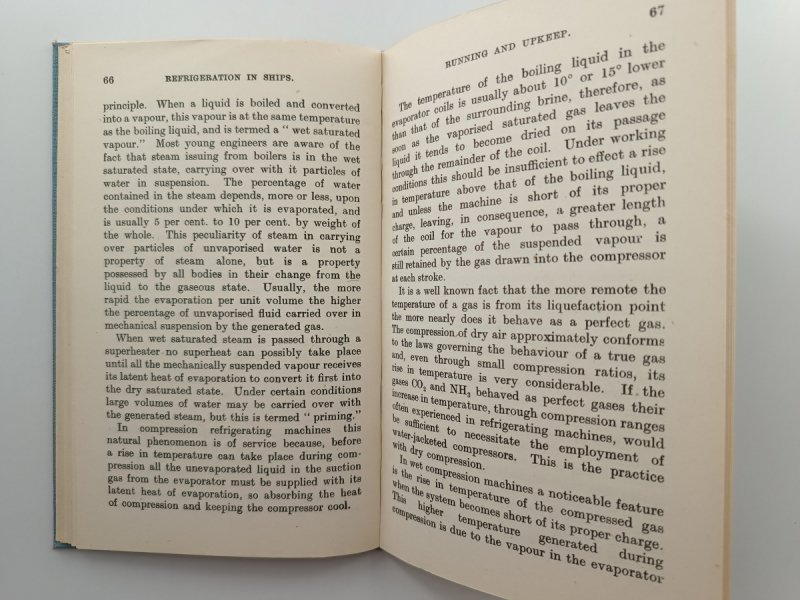 66
REFRIGERATION IN SHIPS.
principle. When a liquid is boiled and converted
into a vapour, this vapour is at the same temperature
as the boiling liquid, and is termed a “ wet saturated
vapour.” Most young engineers are aware of the
fact that steam issuing from boilers is in the wet
saturated state, carrying over with it particles of
water in suspension. The percentage of water
contained in the steam depends, more or less, upon
the conditions under which it is evaporated, and
is usually 5 per cent. to 10 per cent. by weight of
the whole. This peculiarity of steam in carrying
over particles of unvaporised water is not a
property of steam alone, but is a property
possessed by all bodies in their change from the
liquid to the gaseous state. Usually, the more
rapid the evaporation per unit volume the higher
the percentage of unvaporised fluid carried over in
mechanical suspension by the generated gas.
When wet saturated steam is passed through a
superheater no superheat can possibly take place
until all the mechanically suspended vapour receives
its latent heat of evaporation to convert it first into
the dry saturated state. Under certain conditions
large volumes of water may be carried over with
the generated steam, but this is termed “ priming.”
In compression refrigerating machines this
natural phenomenon is of service because, before
a rise in temperature can take place during com-
pression all the unevaporated liquid in the suction
gas from the evaporator must be supplied with its
latent heat of evaporation, so absorbing the heat
of compression and keeping the compressor cool.
RUNNING AND UPKEEP.
67
The temperature of the boiling liquid in the
evaporator coils is usually about 10° or 15° lower
than that of the surrounding brine, therefore, as
soon as the vaporised saturated gas leaves the
liquid it tends to become dried on its passage
through the remainder of the coil. Under working
conditions this should be insufficient to effect a rise
in temperature above that of the boiling liquid,
and unless the machine is short of its proper
charge, leaving, in consequence, a greater length
of the coil for the vapour to pass through, a
certain percentage of the suspended vapour is
still retained by the gas drawn into the compressor
at each stroke.
It is a well known fact that the more remote the
temperature of a gas is from its liquefaction point
the more nearly does it behave as a perfect gas.
The compression of dry air approximately conforms
to the laws governing the behaviour of a true gas
and, even through small compression ratios, its
rise in temperature is very considerable. If the
gases CO₂ and NH₃ behaved as perfect gases their
increase in temperature, through compression ranges
often experienced in refrigerating machines, would
be sufficient to necessitate the employment of
water-jacketed compressors. This is the practice
with dry compression.
In wet compression machines a noticeable feature
is the rise in temperature of the compressed gas
when the system becomes short of its proper charge.
This higher temperature generated during
compression is due to the vapour in the evaporator